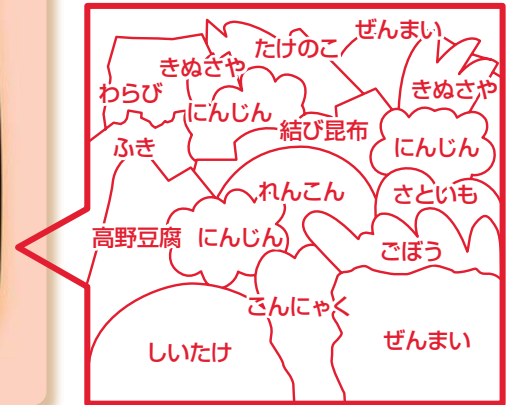 ぜんまい
たけのこ
きぬさや
きぬさや
わらび
にんじん
結び昆布
ふき
にんじん
れんこん
さといも
高野豆腐
にんじん
ごぼう
こんにゃく
ぜんまい
しいたけ